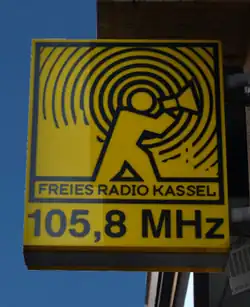 FREIES RADIO KASSEL
105,8 MHz